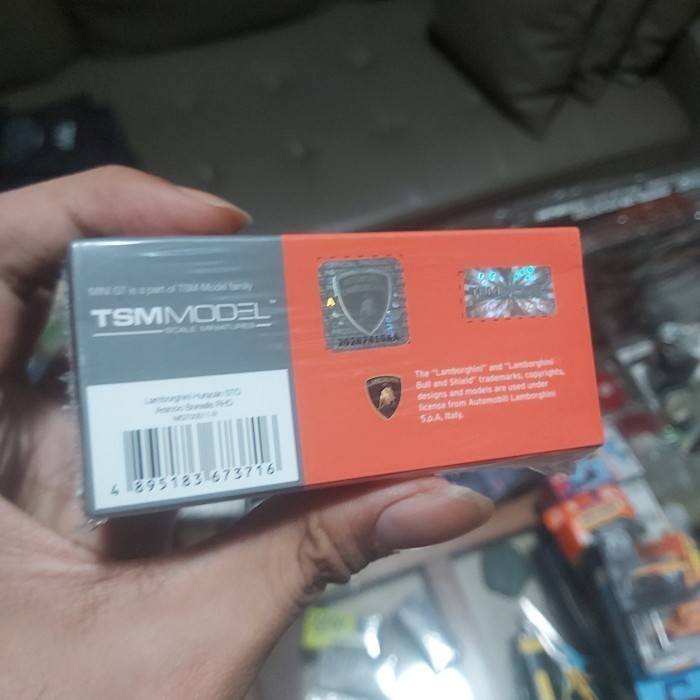 MINI GT is a part of TSM-Model family
TSMMODEL
SCALE MINIATURES
Lamborghini Huracán STO
Arancio Borealis RHD
4 895183 673716
The "Lamborghini" and "Lamborghini
Bull and Shield" trademarks, copyrights,
designs and models are used under
license from Automobili Lamborghini
S.p.A, Italy.